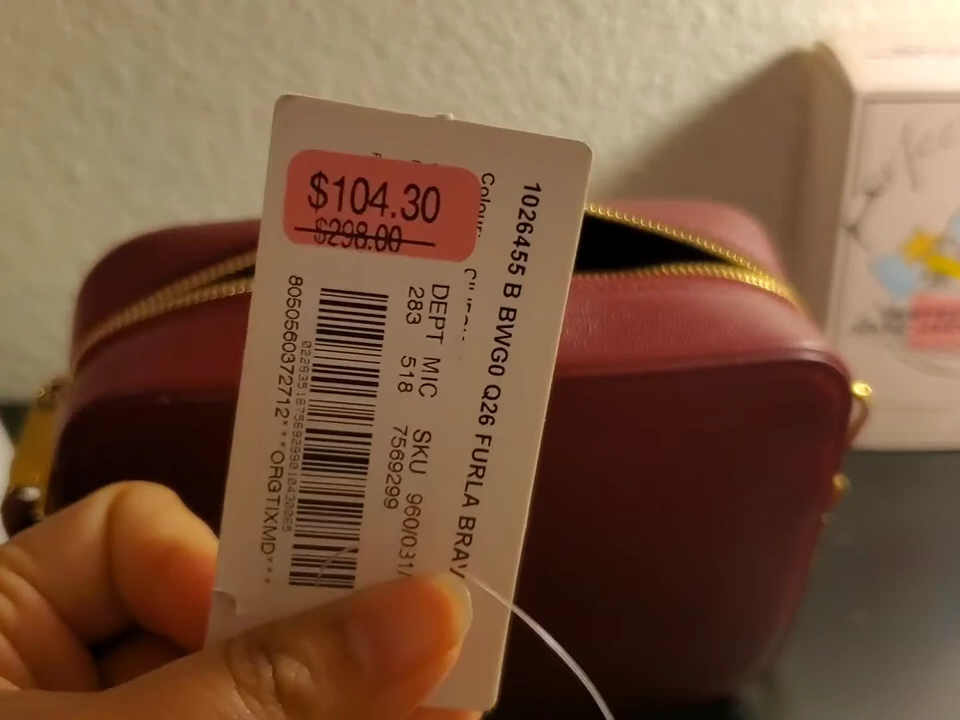 $104.30
$298.00
1026455 B BWG0 Q26 FURLA BRAV
Colour:
DEPT MIC SKU 960/031/
283 518 7569299
8050560372712***ORGTIXMD***